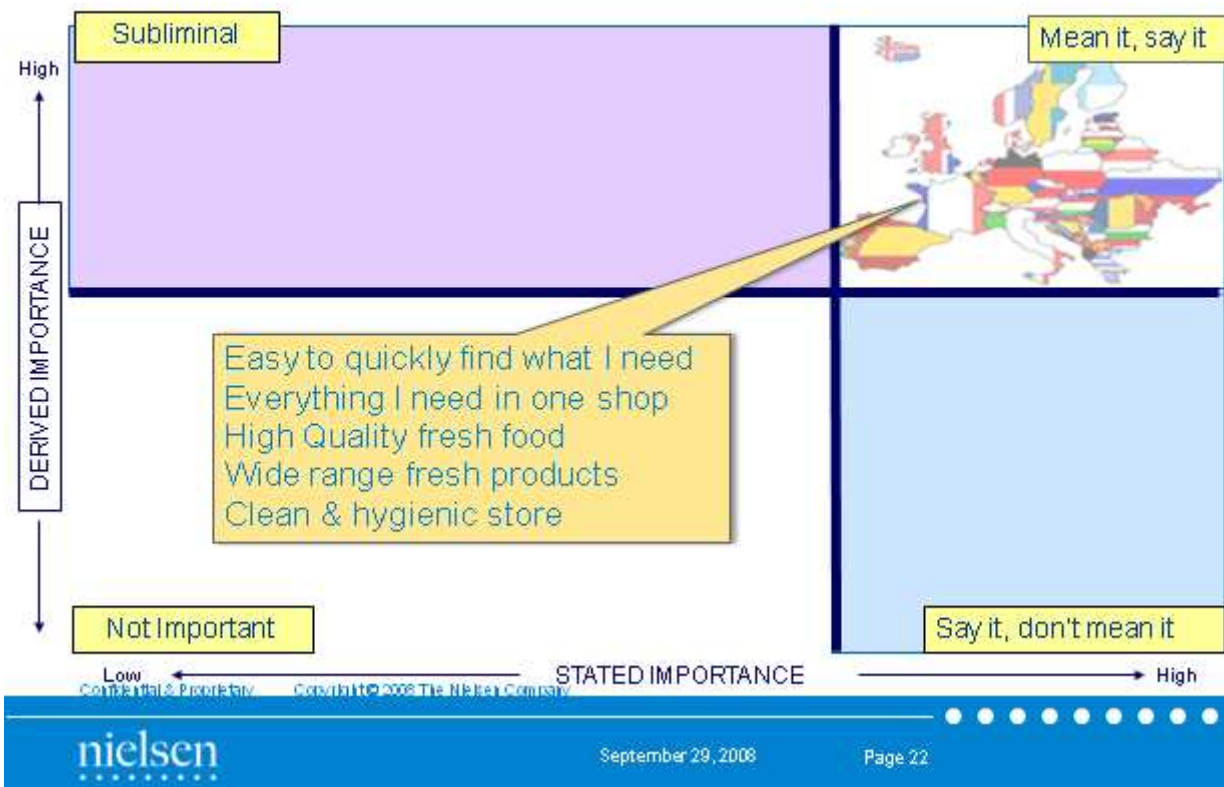 Subliminal
Mean it, say it
High
DERIVED IMPORTANCE
Easy to quickly find what I need
Everything I need in one shop
High Quality fresh food
Wide range fresh products
Clean & hygienic store
Not Important
Say it, don't mean it
Low
STATED IMPORTANCE
High
Confidential & Proprietary
Copyright © 2008 The Nielsen Company
nielsen
September 29, 2008
Page 22